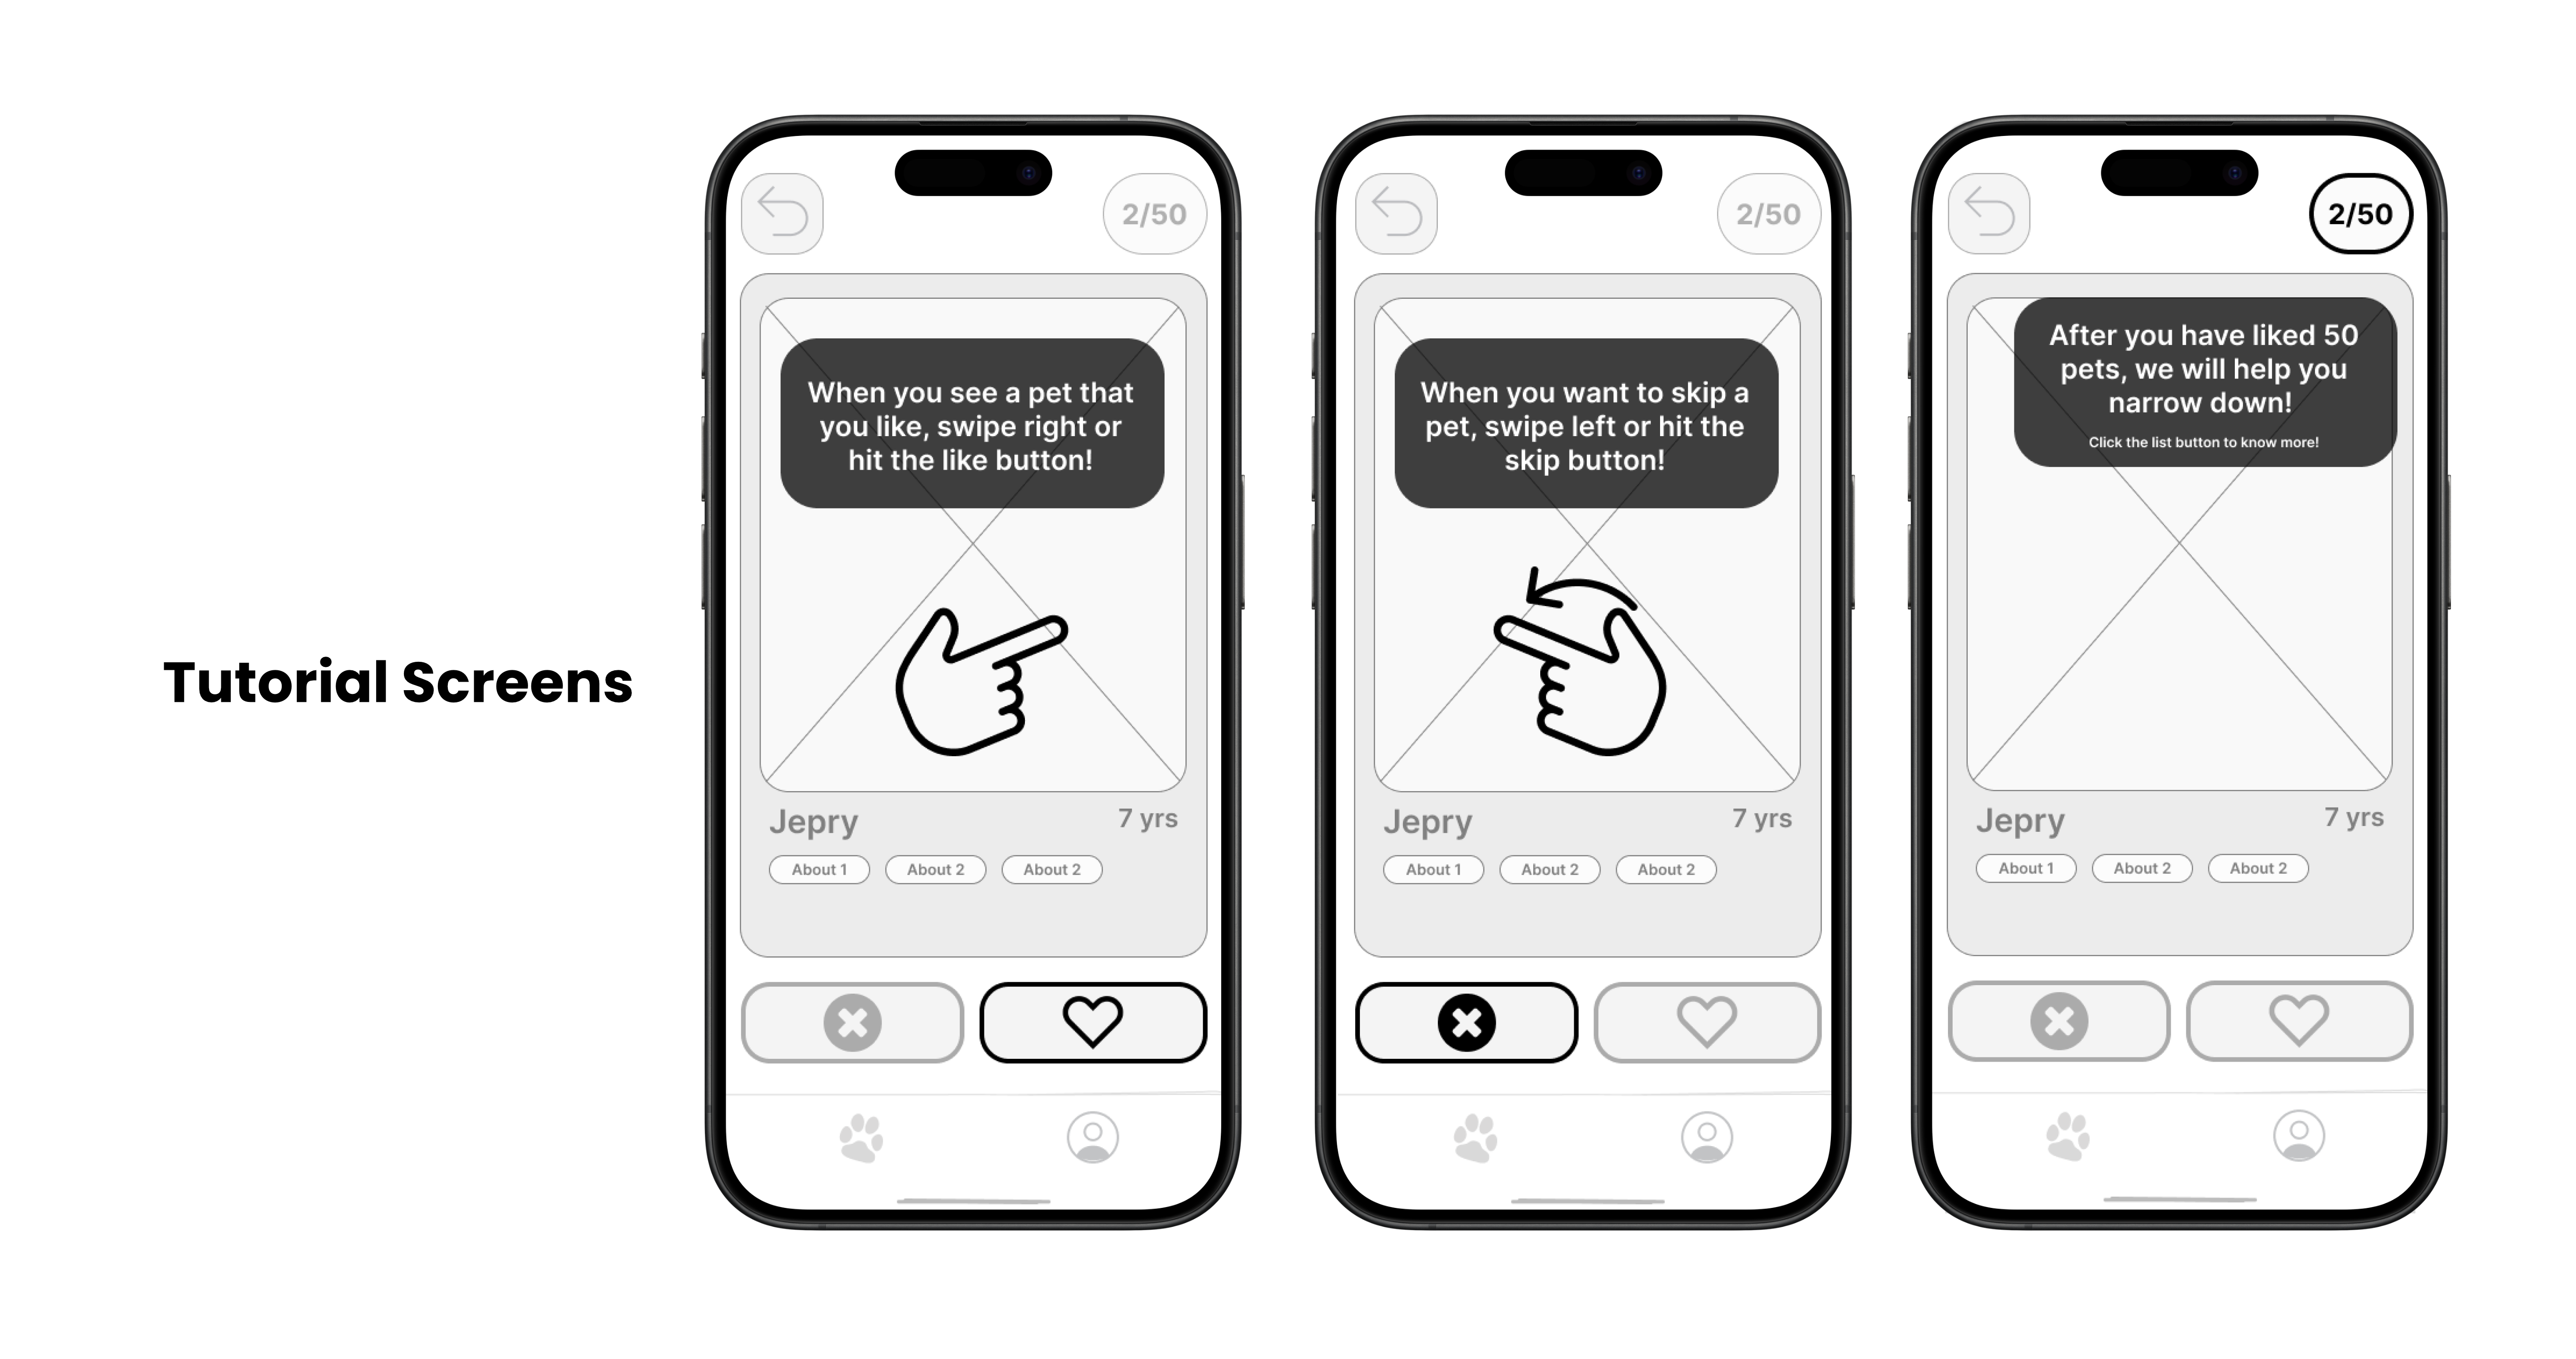 Tutorial Screens
2/50
When you see a pet that
you like, swipe right or
hit the like button!
Jepry
7 yrs
About 1
About 2
About 2
2/50
When you want to skip a
pet, swipe left or hit the
skip button!
Jepry
7 yrs
About 1
About 2
About 2
2/50
After you have liked 50
pets, we will help you
narrow down!
Click the list button to know more!
Jepry
7 yrs
About 1
About 2
About 2